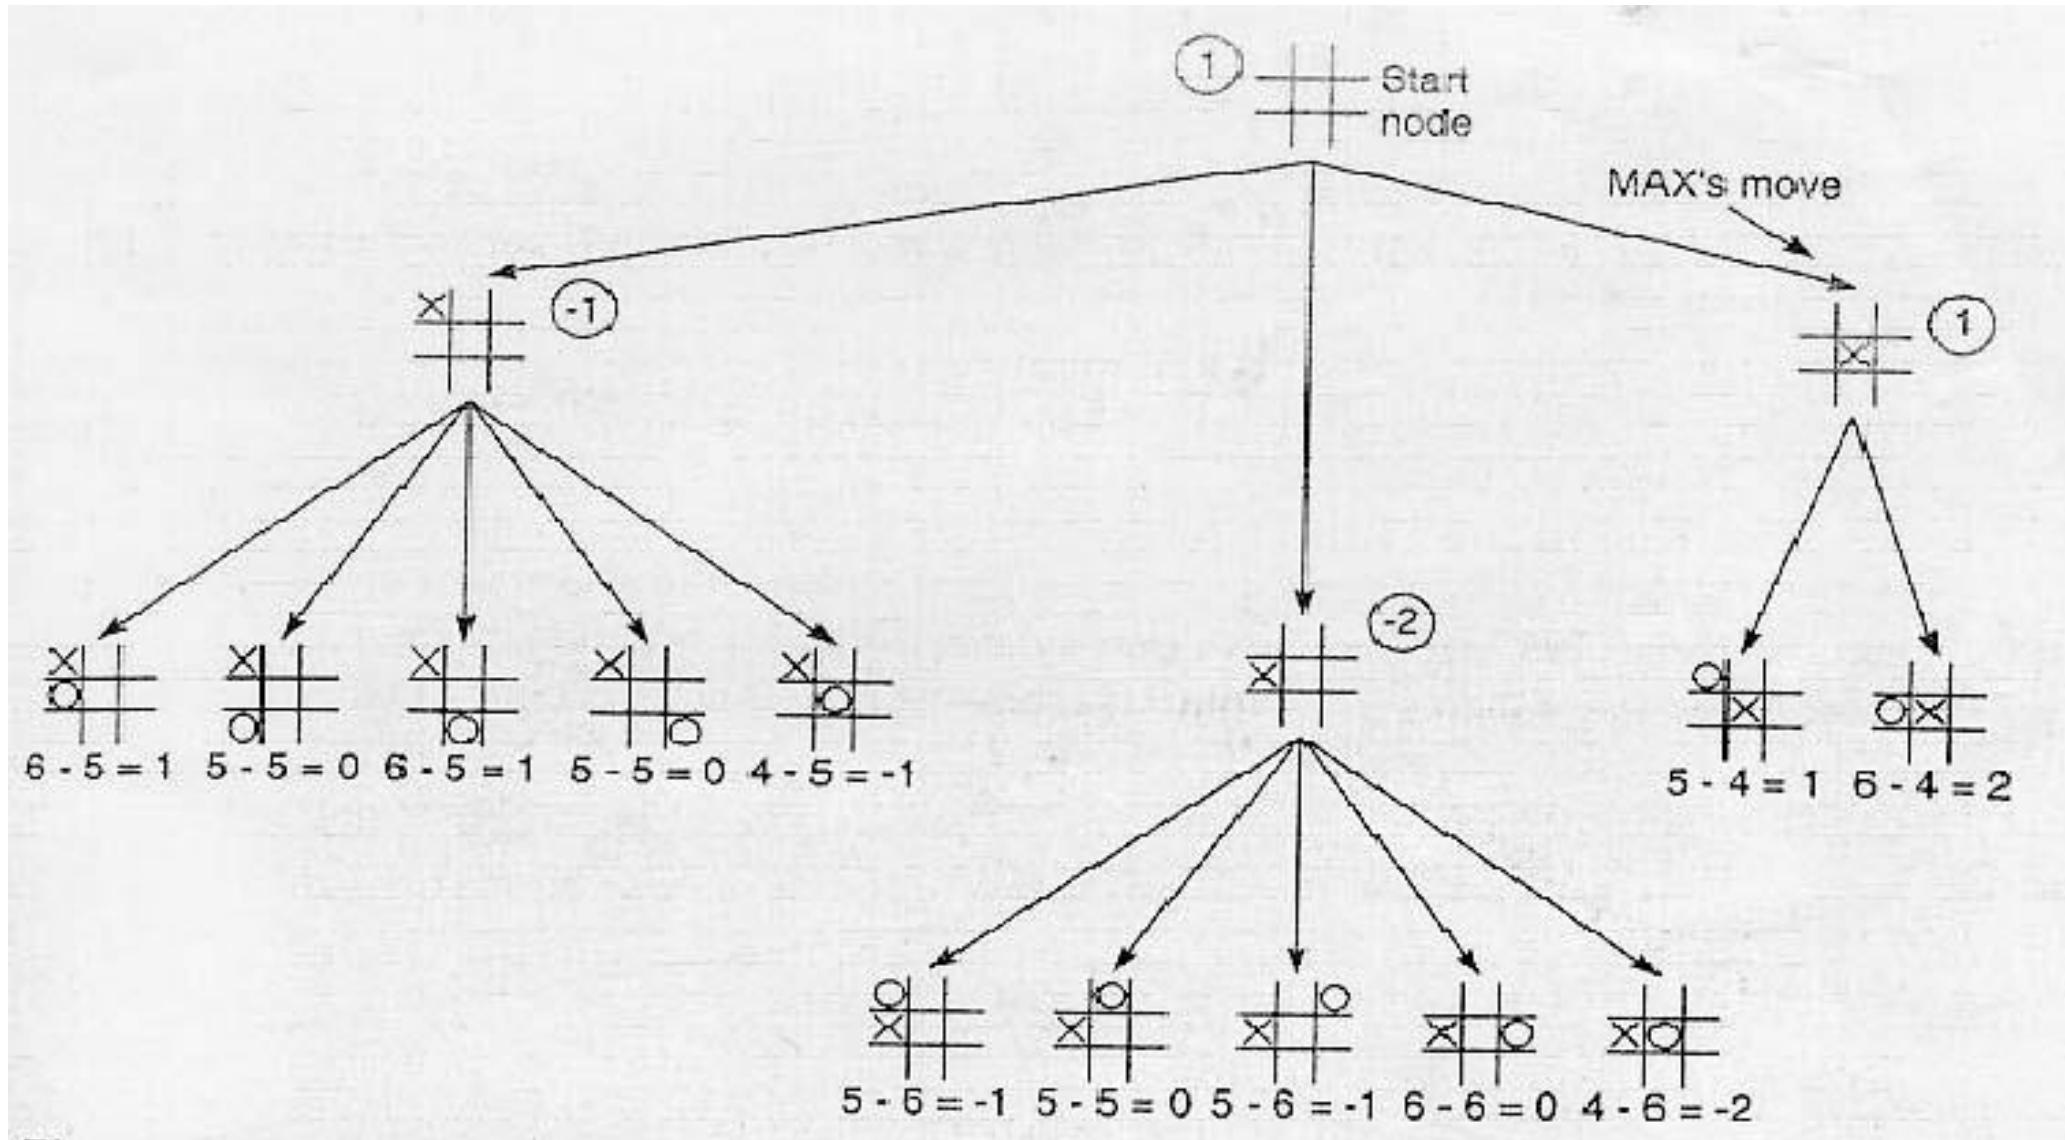 1
Start
node
MAX's move
-1
1
-2
6 - 5 = 1 5 - 5 = 0 6 - 5 = 1 5 - 5 = 0 4 - 5 = -1
5 - 4 = 1 6 - 4 = 2
5 - 6 = -1 5 - 5 = 0 5 - 6 = -1 6 - 6 = 0 4 - 6 = -2